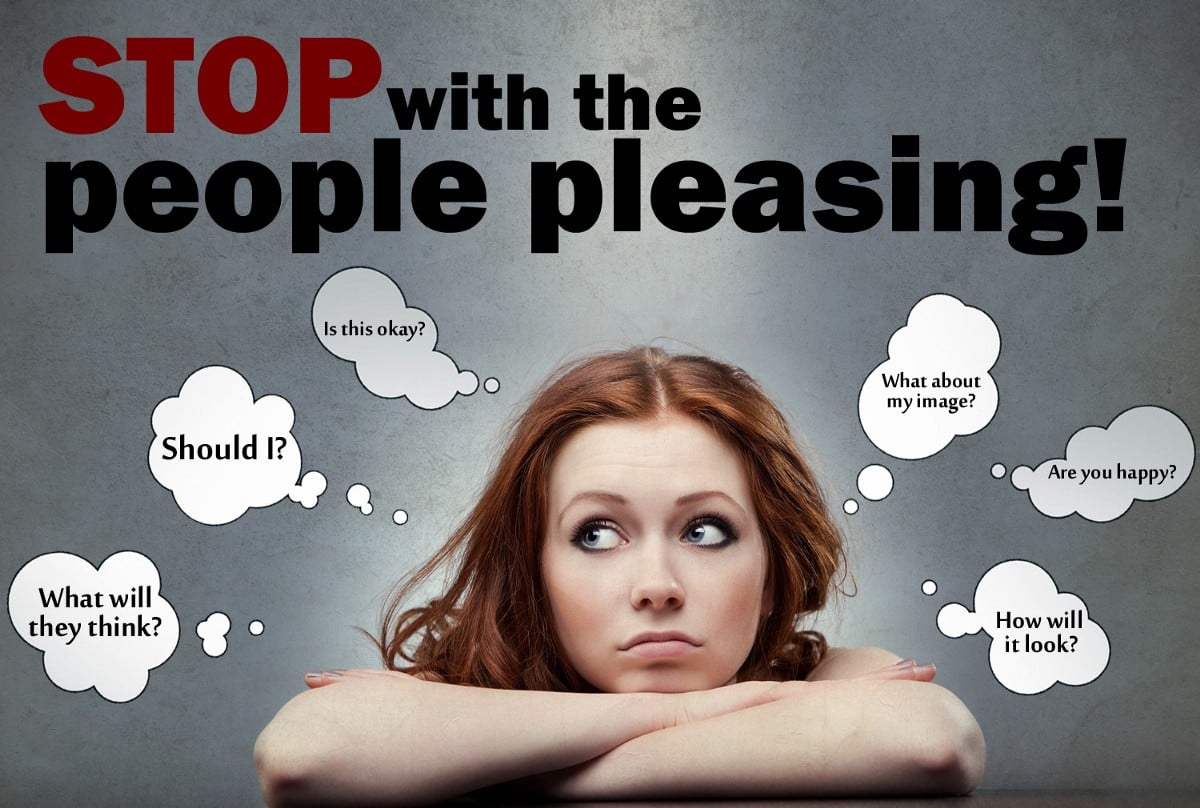 STOP with the
people pleasing!
Is this okay?
What about
my image?
Should I?
Are you happy?
What will
they think?
How will
it look?